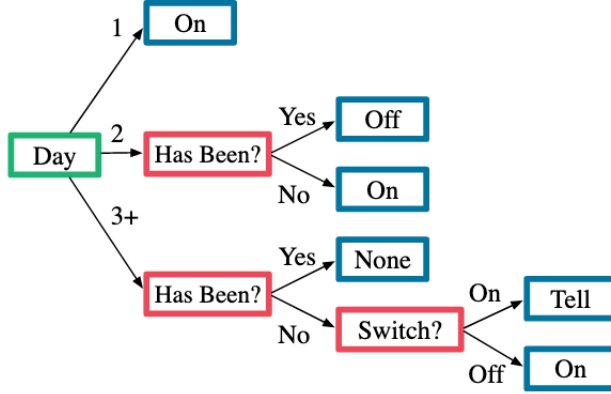 1
On
Day
2
Has Been?
Yes
Off
No
On
3+
Has Been?
Yes
None
No
Switch?
On
Tell
Off
On